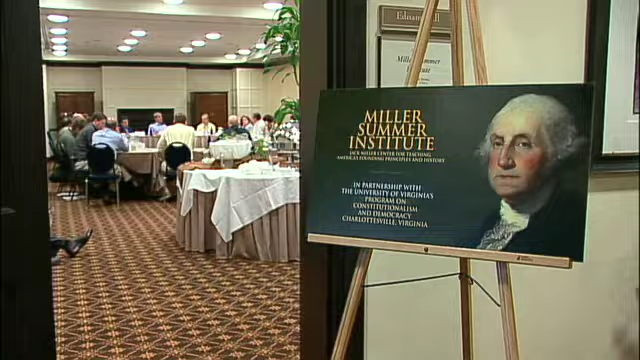 MILLER
SUMMER
INSTITUTE
JACK MILLER CENTER FOR TEACHING
AMERICA'S FOUNDING PRINCIPLES AND HISTORY
IN PARTNERSHIP WITH
THE UNIVERSITY OF VIRGINIA'S
PROGRAM ON
CONSTITUTIONALISM
AND DEMOCRACY
CHARLOTTESVILLE, VIRGINIA